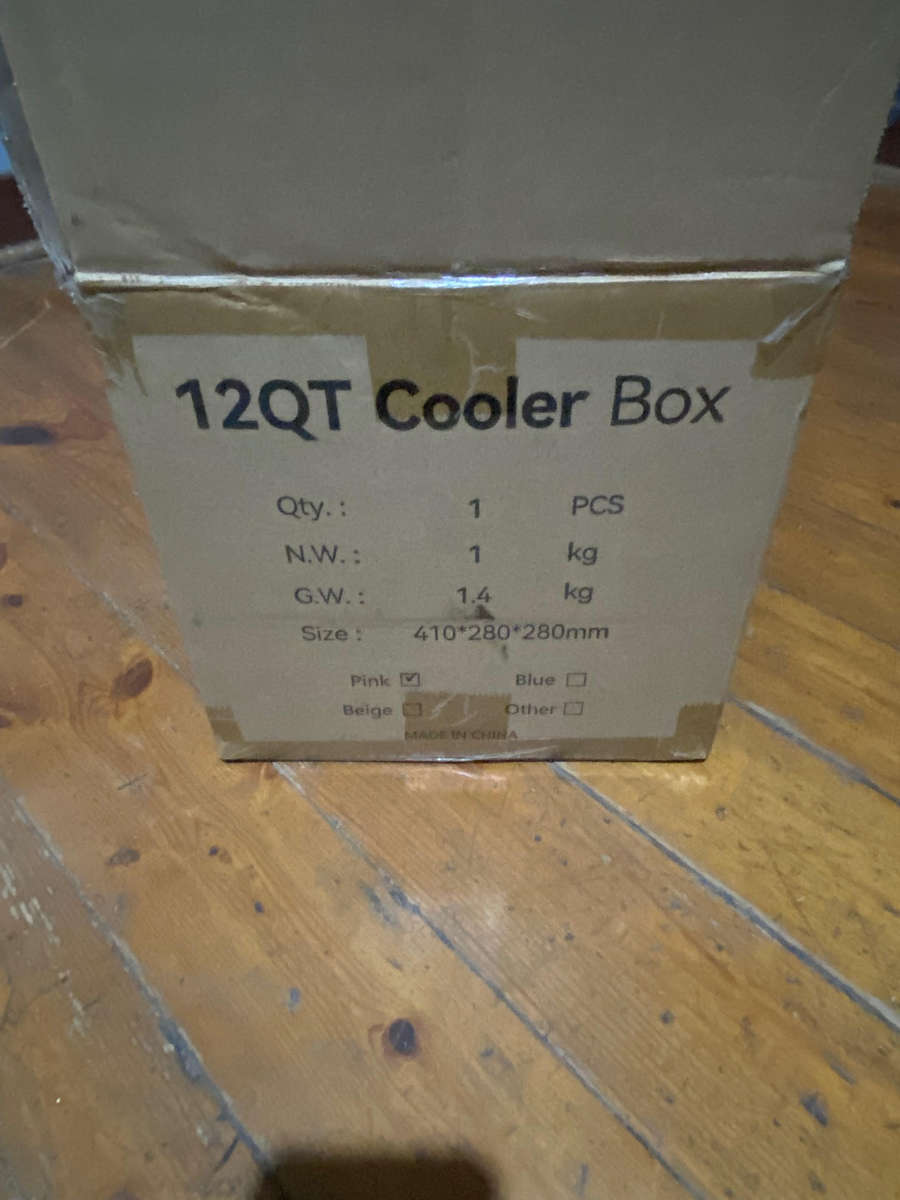 12QT Cooler Box
Qty. : 1 PCS
N.W. : 1 kg
G.W. : 1.4 kg
Size : 410*280*280mm
Pink ☑ Blue ☐
Beige ☐ Other ☐
MADE IN CHINA